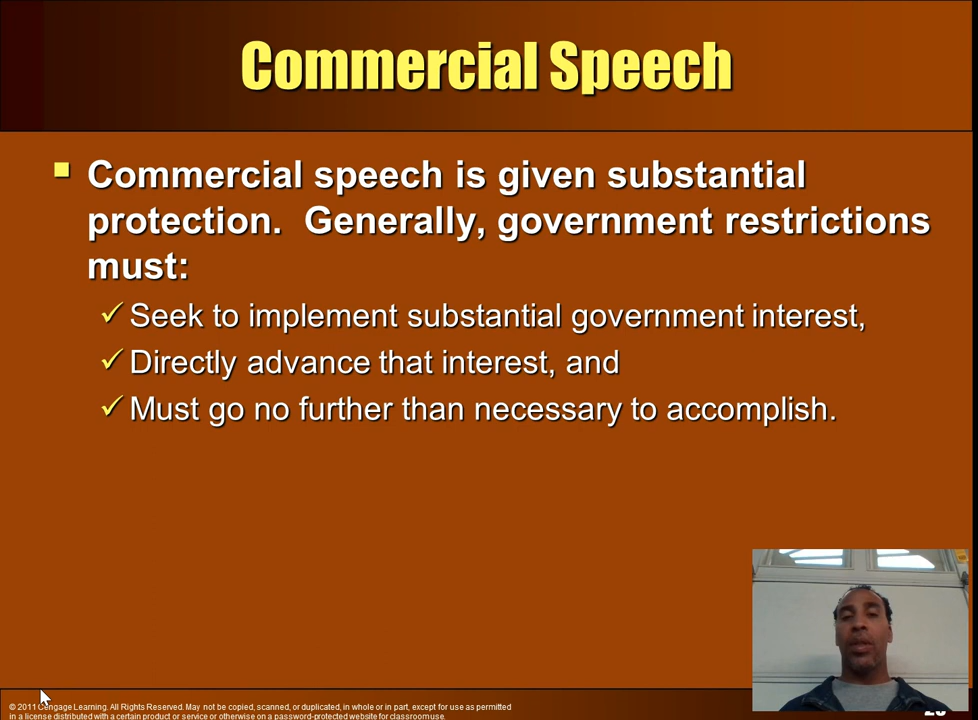 Commercial Speech
Commercial speech is given substantial
protection.  Generally, government restrictions
must:
Seek to implement substantial government interest,
Directly advance that interest, and
Must go no further than necessary to accomplish.
© 2011 Cengage Learning. All Rights Reserved. May not be copied, scanned, or duplicated, in whole or in part, except for use as permitted
in a license distributed with a certain product or service or otherwise on a password-protected website for classroom use.